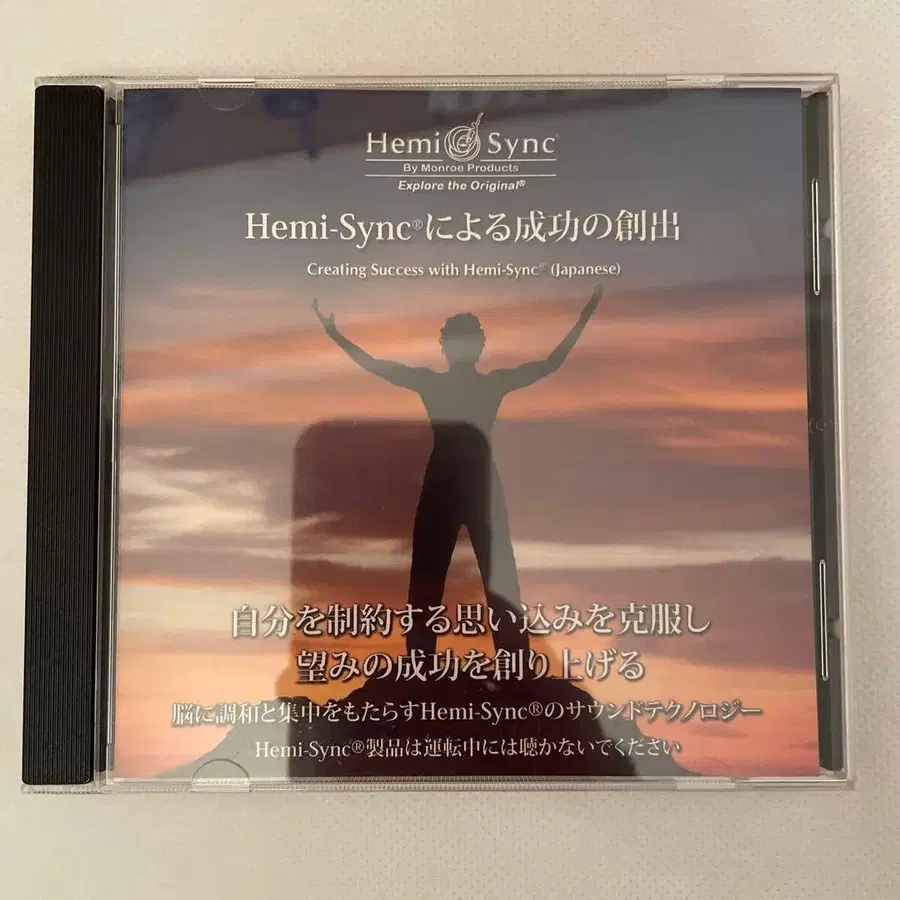 Hemi Sync®
By Monroe Products
Explore the Original®
Hemi-Sync®による成功の創出
Creating Success with Hemi-Sync® (Japanese)
自分を制約する思い込みを克服し
望みの成功を創り上げる
脳に調和と集中をもたらすHemi-Sync®のサウンドテクノロジー
Hemi-Sync®製品は運転中には聴かないでください